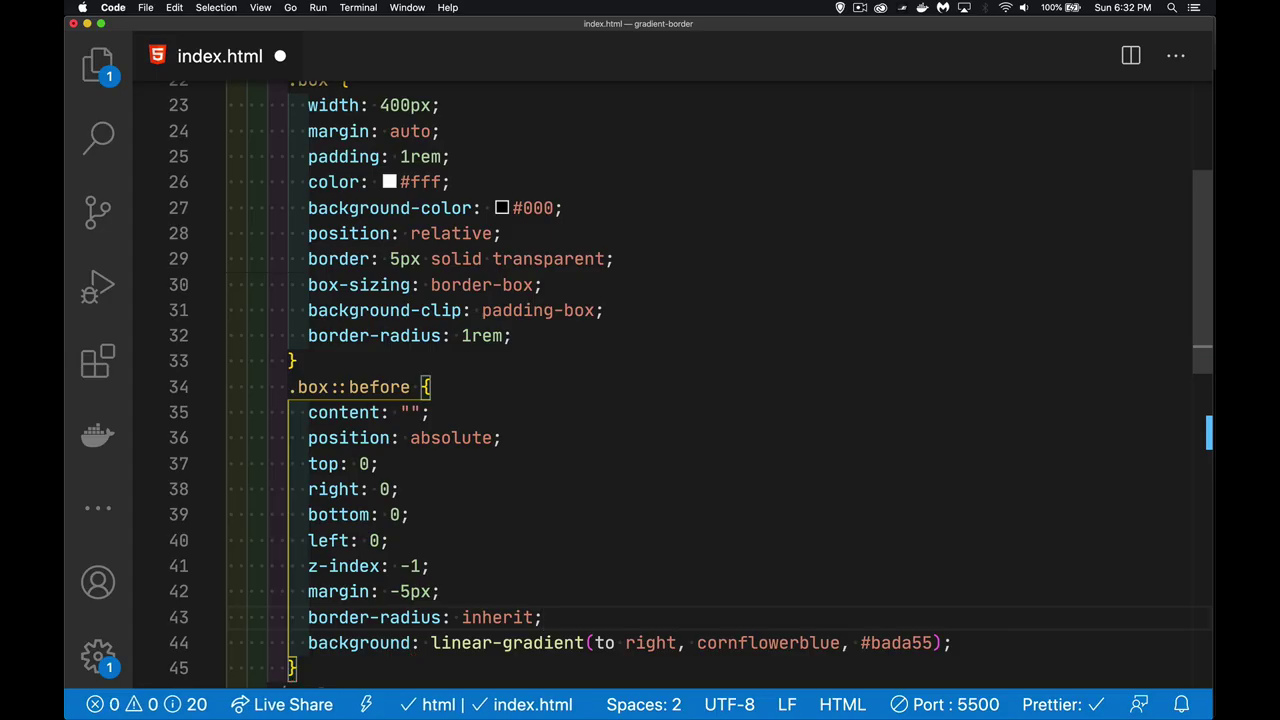 Code File Edit Selection View Go Run Terminal Window Help 100% Sun 6:32 PM
index.html — gradient-border
index.html
1
22 .box {
23 width: 400px;
24 margin: auto;
25 padding: 1rem;
26 color: #fff;
27 background-color: #000;
28 position: relative;
29 border: 5px solid transparent;
30 box-sizing: border-box;
31 background-clip: padding-box;
32 border-radius: 1rem;
33 }
34 .box::before {
35 content: "";
36 position: absolute;
37 top: 0;
38 right: 0;
39 bottom: 0;
40 left: 0;
41 z-index: -1;
42 margin: -5px;
43 border-radius: inherit;
44 background: linear-gradient(to right, cornflowerblue, #bada55);
45 }
1
0 0 20 Live Share html | index.html Spaces: 2 UTF-8 LF HTML Port : 5500 Prettier: